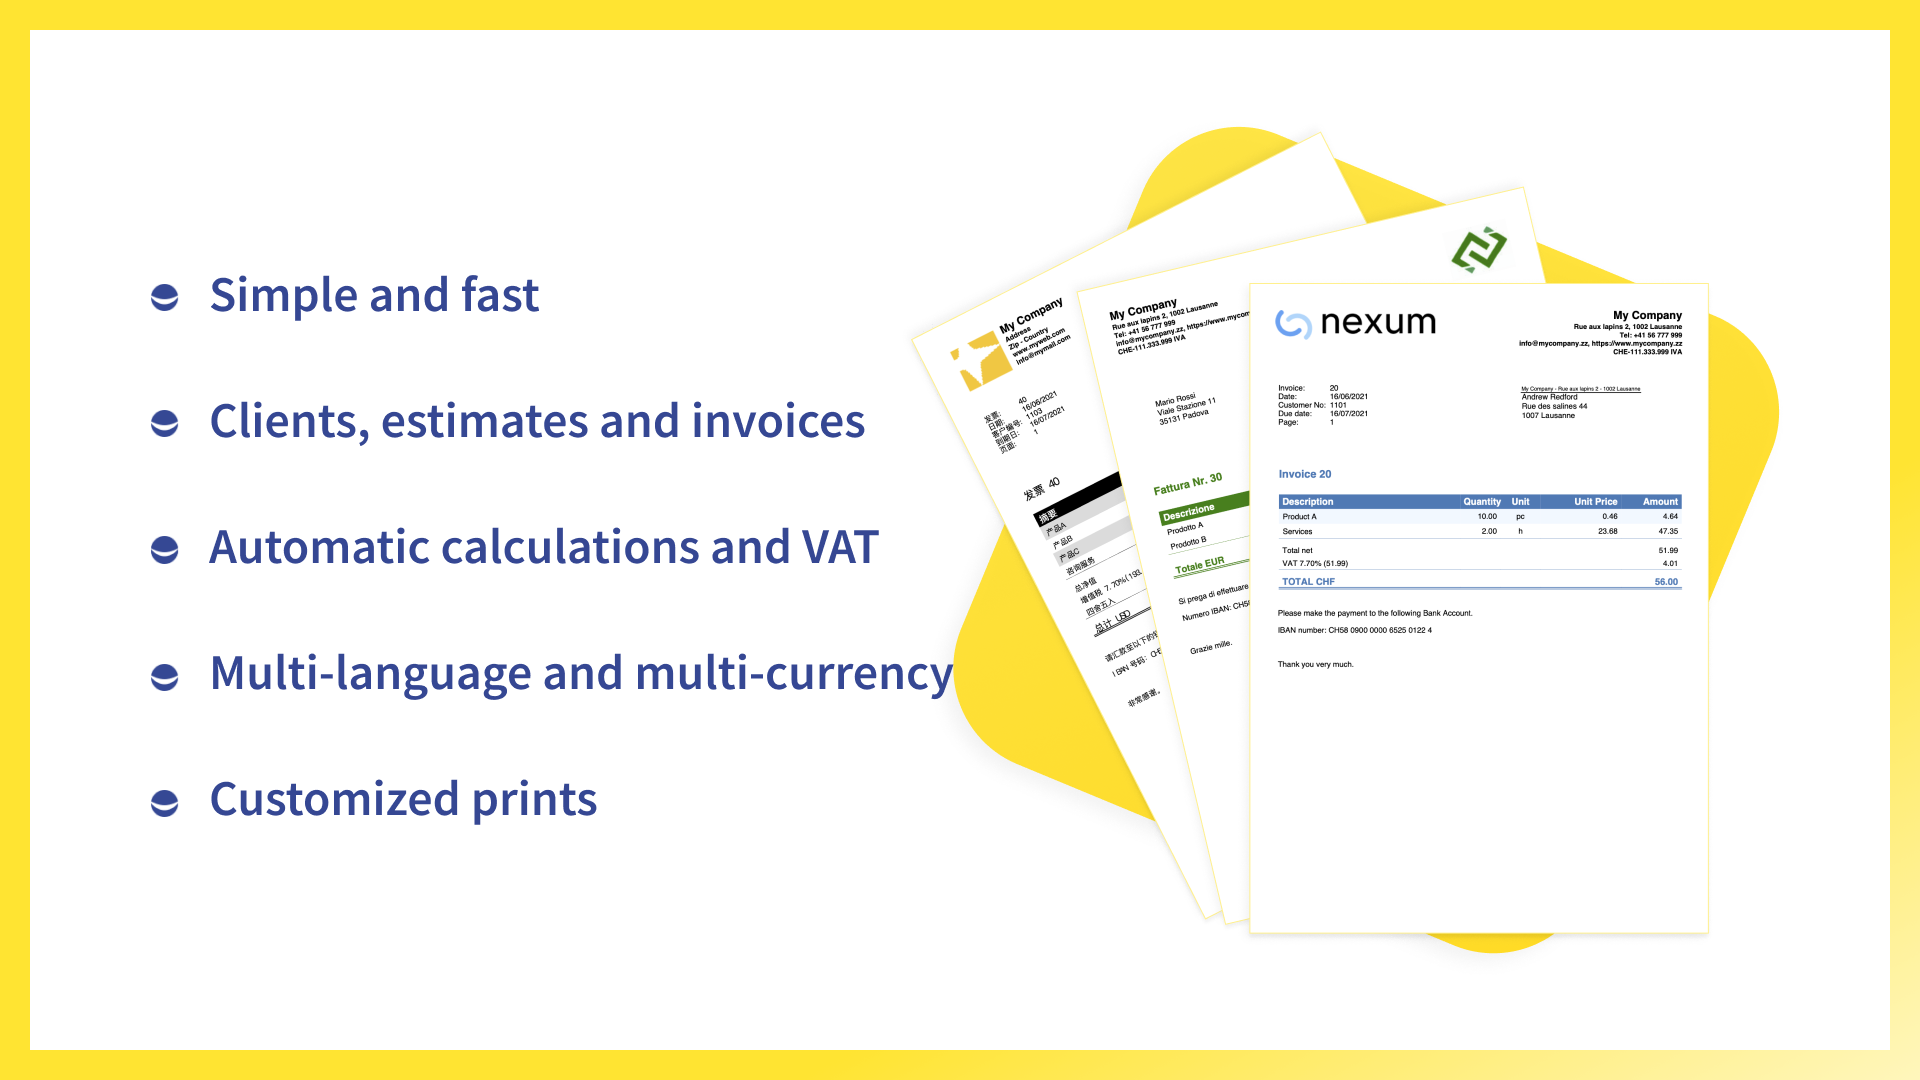 Simple and fast
Clients, estimates and invoices
Automatic calculations and VAT
Multi-language and multi-currency
Customized prints
My Company
Address
Zip - Country
www.myweb.com
info@mymail.com
发票: 40
日期: 16/06/2021
客户编号: 1103
到期日: 16/07/2021
页面: 1
发票 40
摘要
产品A
产品B
产品C
咨询服务
总净值
增值税 7.70%(193.
四舍五入
总计 USD
请汇款至以下的
IBAN 号码:
非常感谢。
My Company
Rue aux lapins 2, 1002 Lausanne
Tel: +41 56 777 999
info@mycompany.zz, https://www.mycom
CHE-111.333.999 IVA
Mario Rossi
Viale Stazione 11
35131 Padova
Fattura Nr. 30
Descrizione
Prodotto A
Prodotto B
Totale EUR
Si prega di effettuare
Numero IBAN: CH58
Grazie mille.
nexum
My Company
Rue aux lapins 2, 1002 Lausanne
Tel: +41 56 777 999
info@mycompany.zz, https://www.mycompany.zz
CHE-111.333.999 IVA
Invoice: 20
Date: 16/06/2021
Customer No: 1101
Due date: 16/07/2021
Page: 1
My Company - Rue aux lapins 2 - 1002 Lausanne
Andrew Redford
Rue des salines 44
1007 Lausanne
Invoice 20
Description Quantity Unit Unit Price Amount
Product A 10.00 pc 0.46 4.64
Services 2.00 h 23.68 47.35
Total net 51.99
VAT 7.70% (51.99) 4.01
TOTAL CHF 56.00
Please make the payment to the following Bank Account.
IBAN number: CH58 0900 0000 6525 0122 4
Thank you very much.